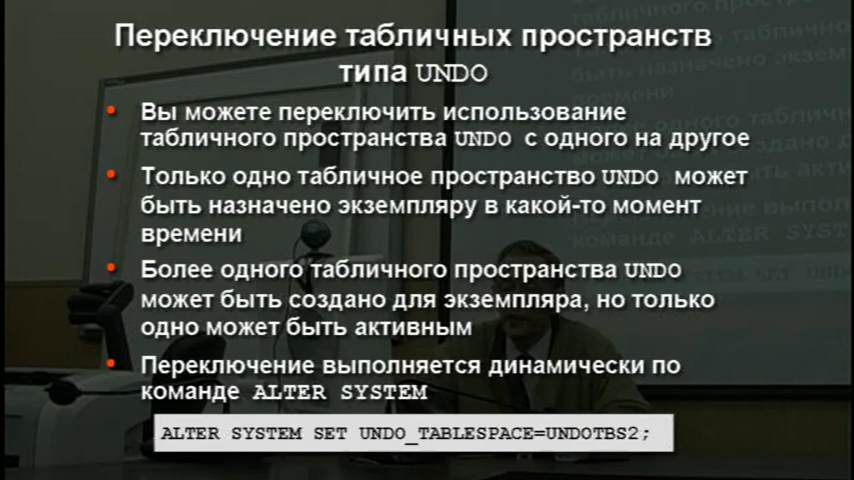 Переключение табличных пространств
типа UNDO
• Вы можете переключить использование
табличного пространства UNDO с одного на другое
• Только одно табличное пространство UNDO может
быть назначено экземпляру в какой-то момент
времени
• Более одного табличного пространства UNDO
может быть создано для экземпляра, но только
одно может быть активным
• Переключение выполняется динамически по
команде ALTER SYSTEM
ALTER SYSTEM SET UNDO_TABLESPACE=UNDOTBS2;